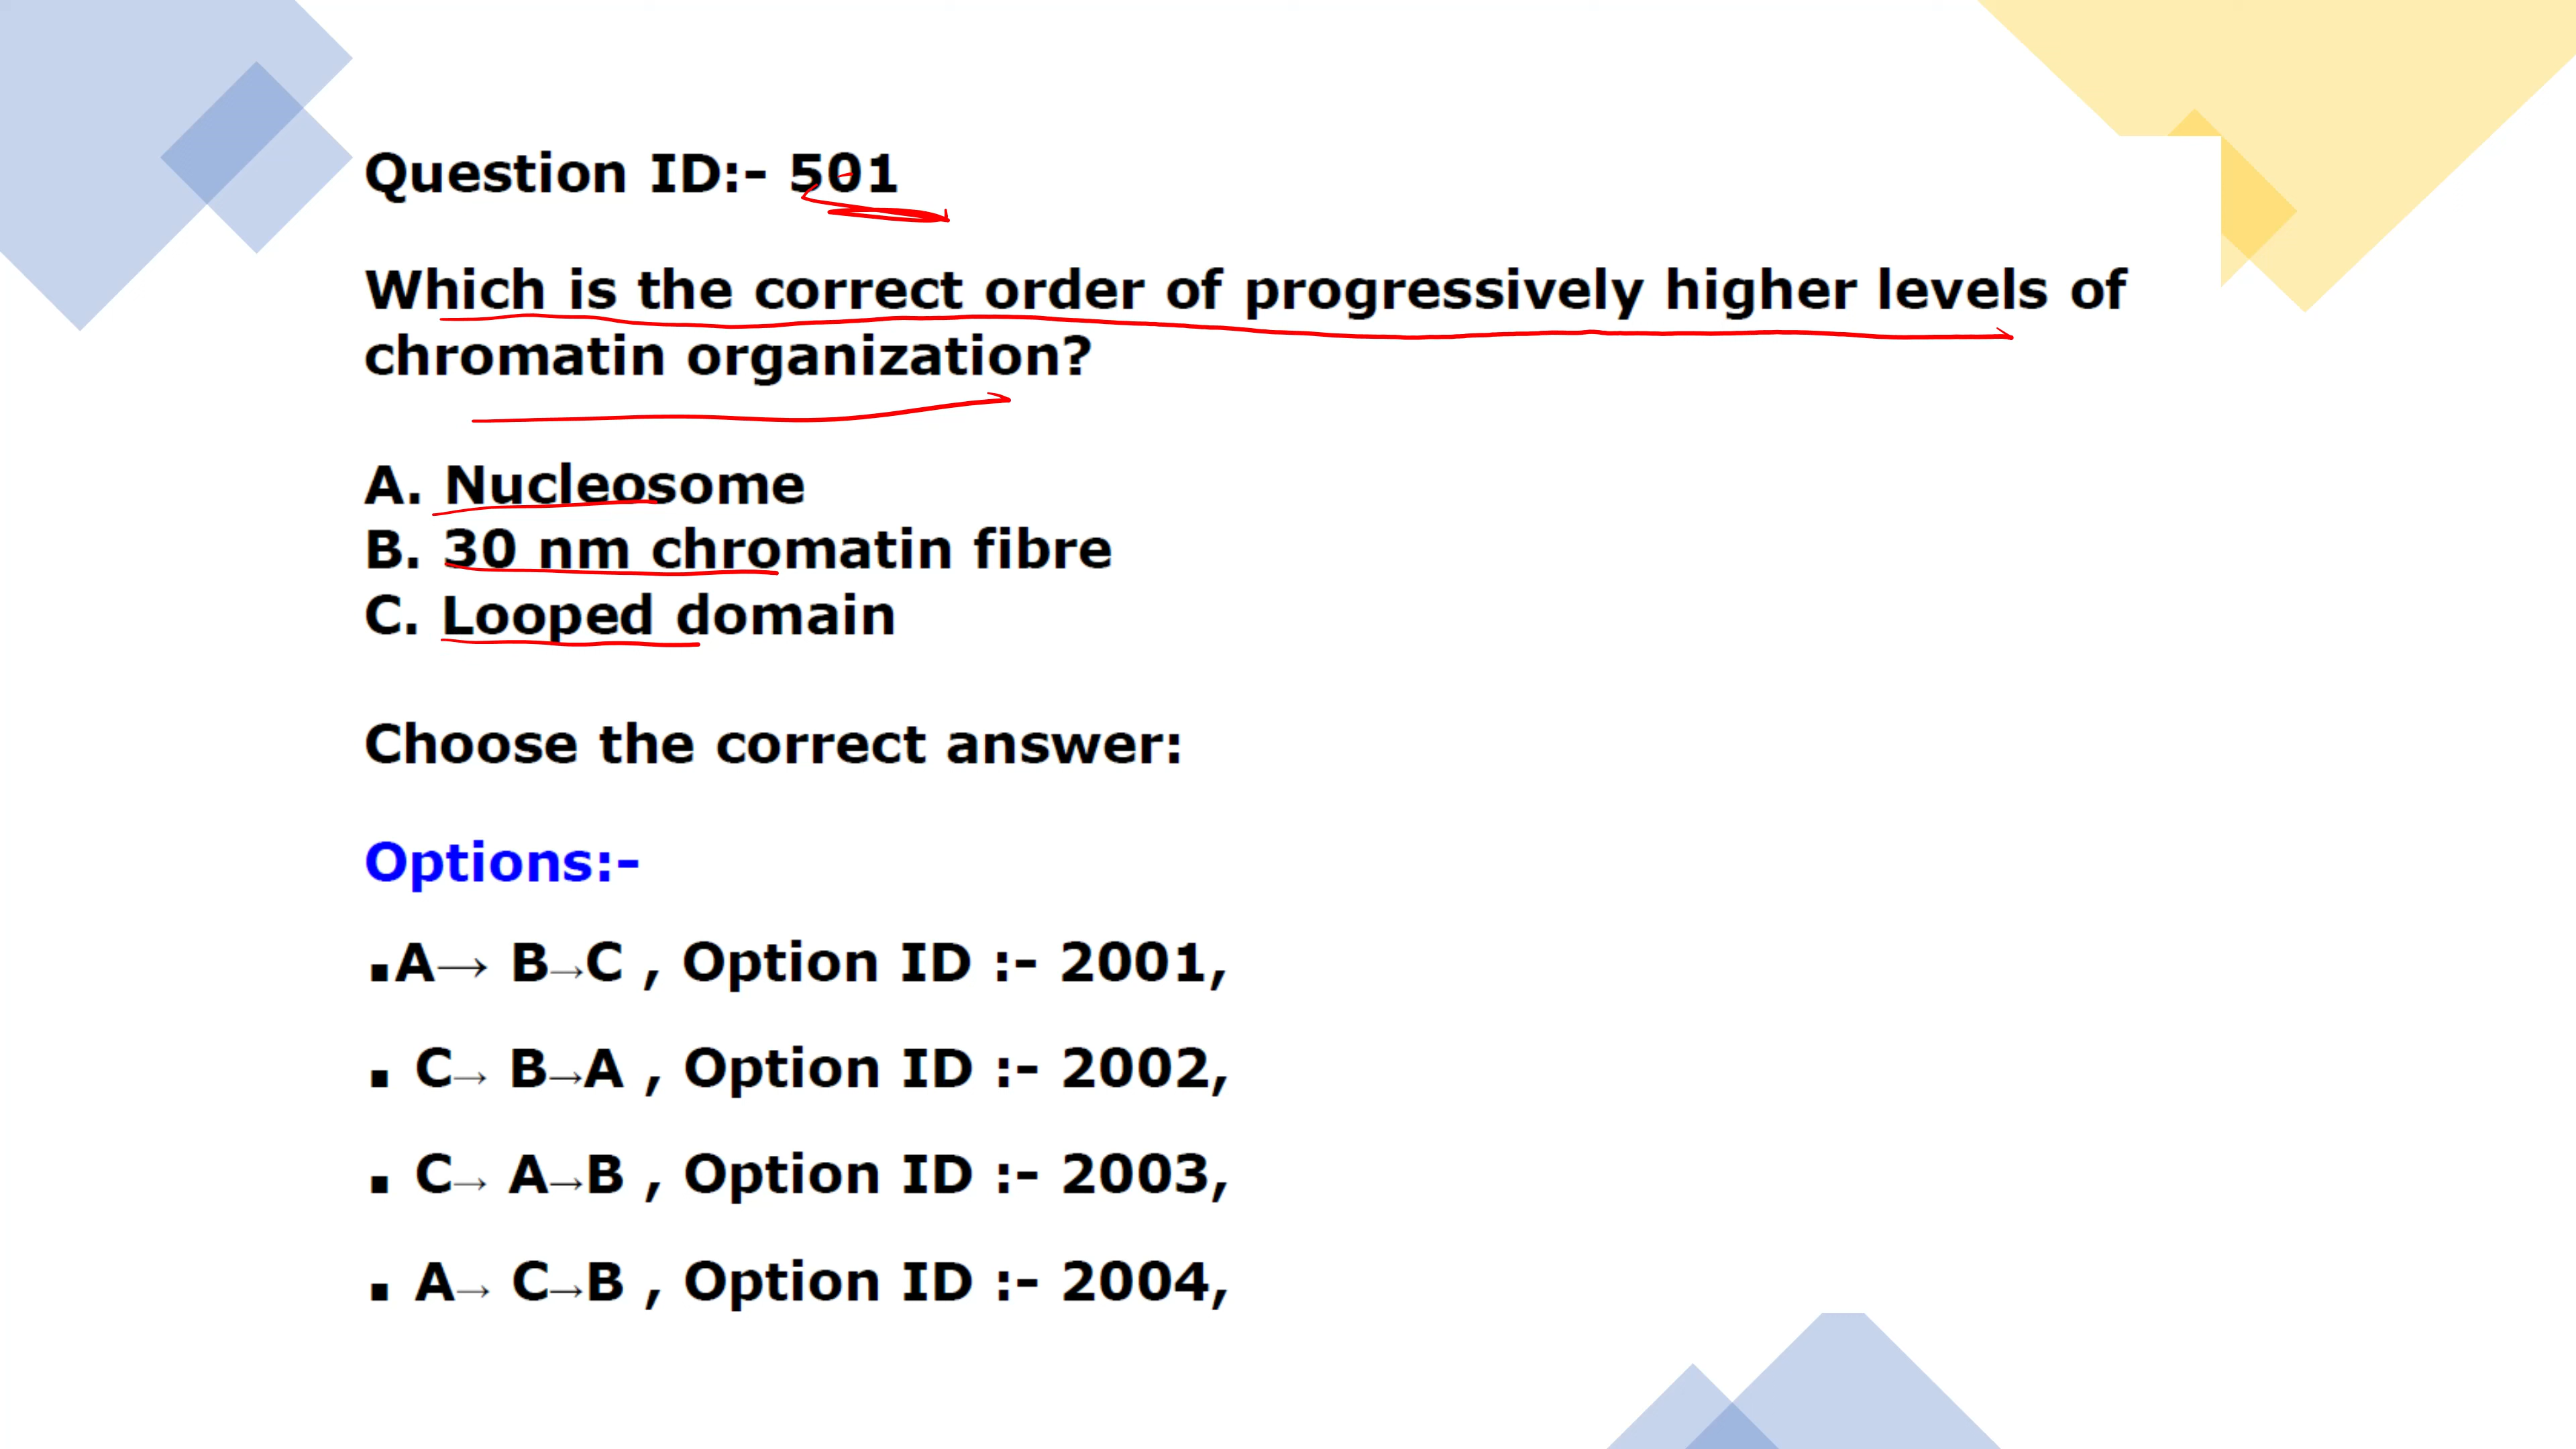 Question ID:- 501
Which is the correct order of progressively higher levels of
chromatin organization?
A. Nucleosome
B. 30 nm chromatin fibre
C. Looped domain
Choose the correct answer:
Options:-
▪A→ B→C , Option ID :- 2001,
▪ C→ B→A , Option ID :- 2002,
▪ C→ A→B , Option ID :- 2003,
▪ A→ C→B , Option ID :- 2004,